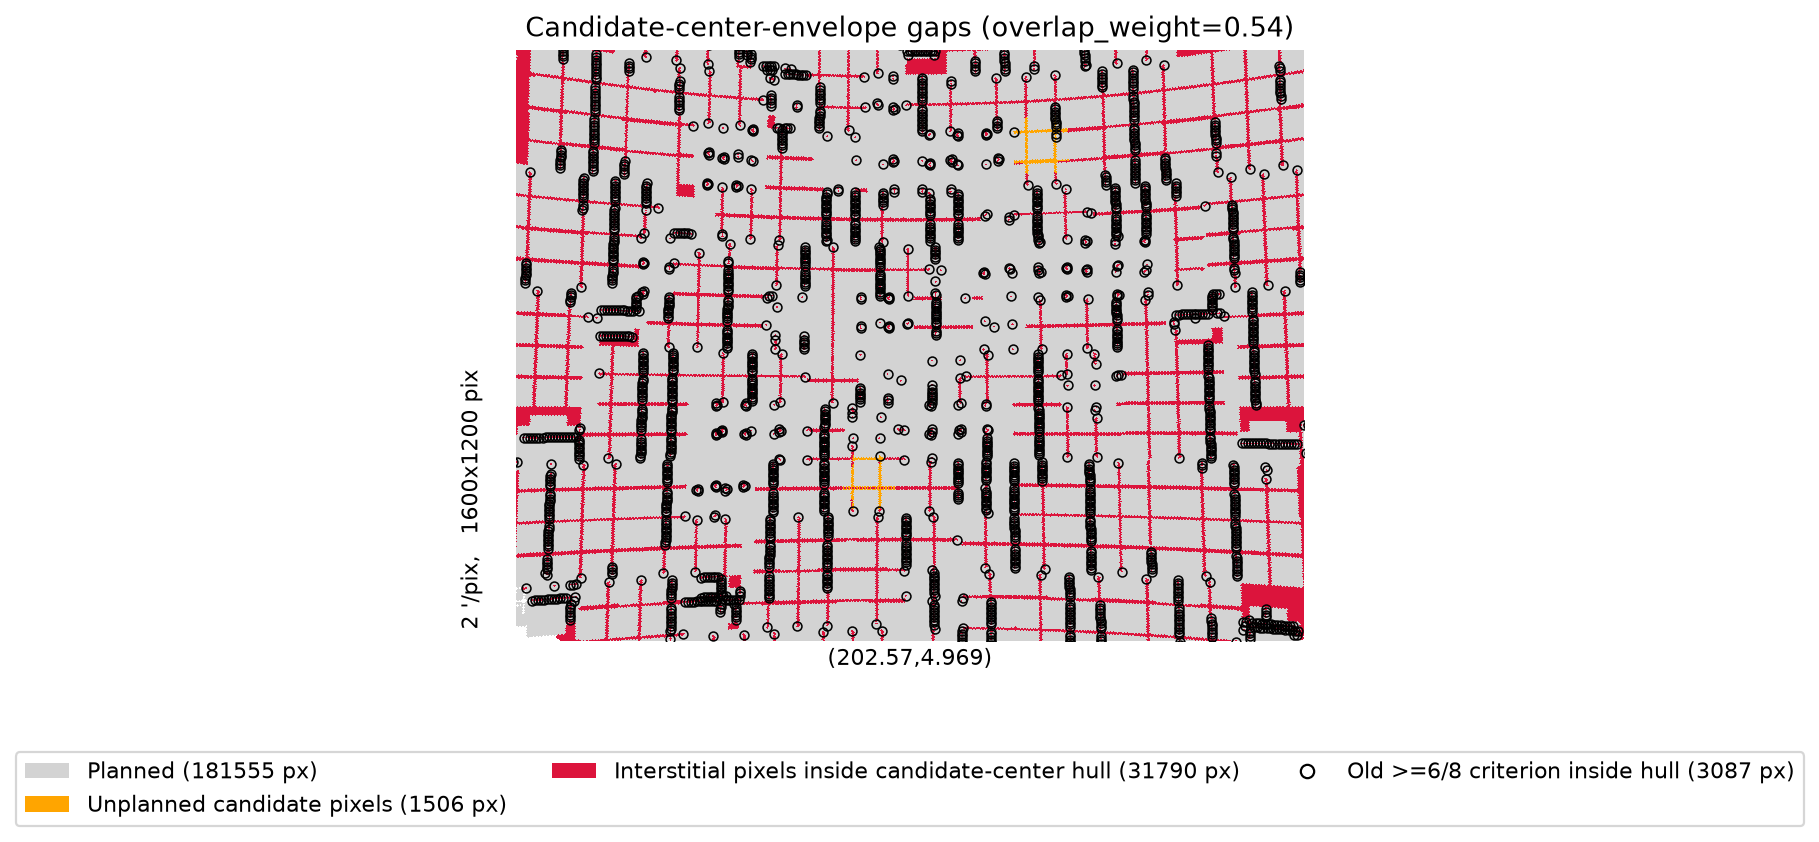 Candidate-center-envelope gaps (overlap_weight=0.54)
2 '/pix,   1600x1200 pix
(202.57,4.969)
Planned (181555 px)
Unplanned candidate pixels (1506 px)
Interstitial pixels inside candidate-center hull (31790 px)
Old >=6/8 criterion inside hull (3087 px)